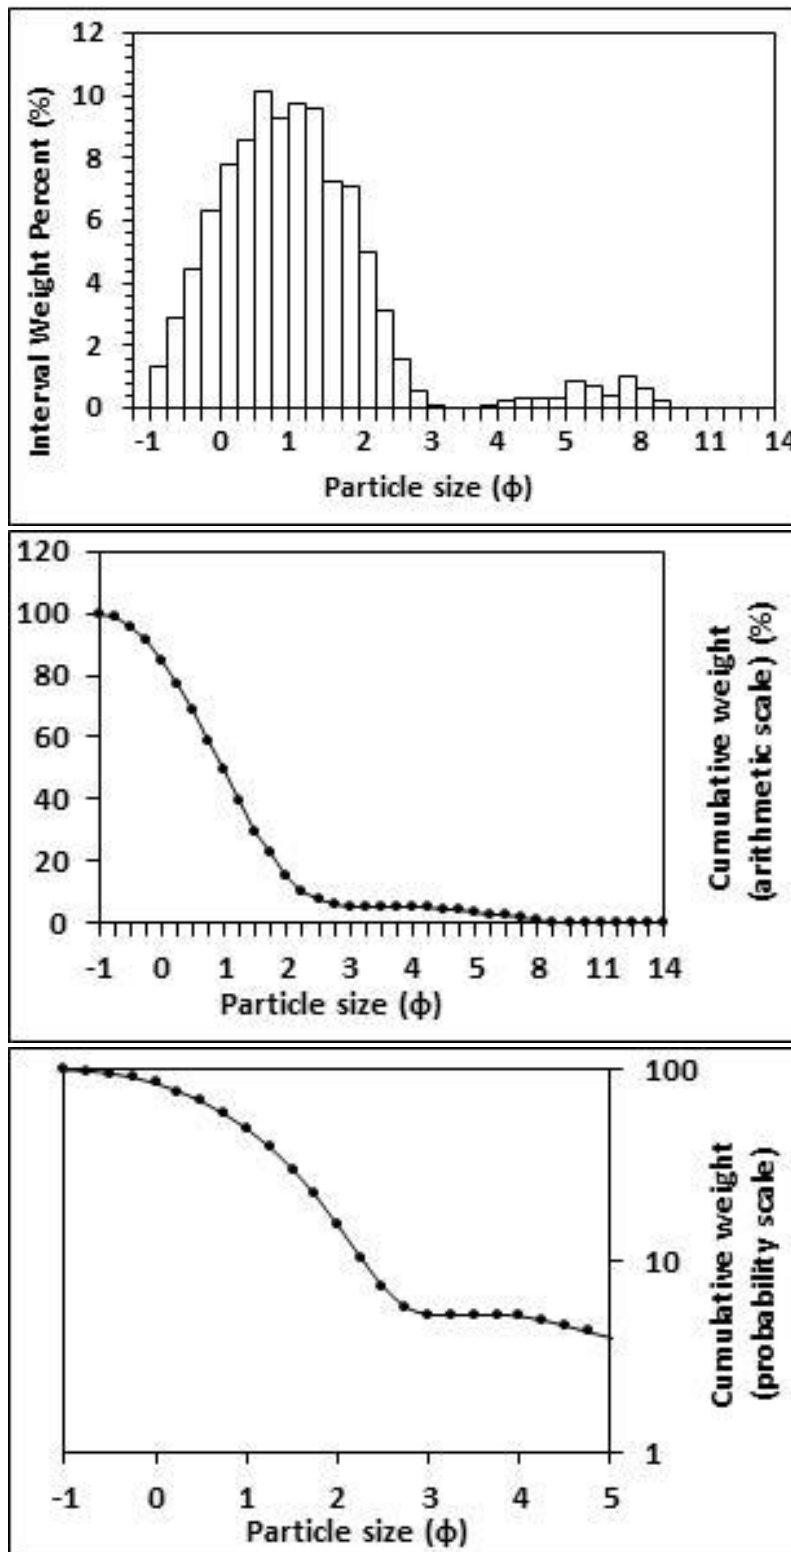 Interval Weight Percent (%)
12
10
8
6
4
2
0
-1 0 1 2 3 4 5 8 11 14
Particle size (ϕ)
120
100
80
60
40
20
0
-1 0 1 2 3 4 5 8 11 14
Particle size (ϕ)
Cumulative weight
(arithmetic scale) (%)
100
10
1
-1 0 1 2 3 4 5
Particle size (ϕ)
Cumulative weight
(probability scale)